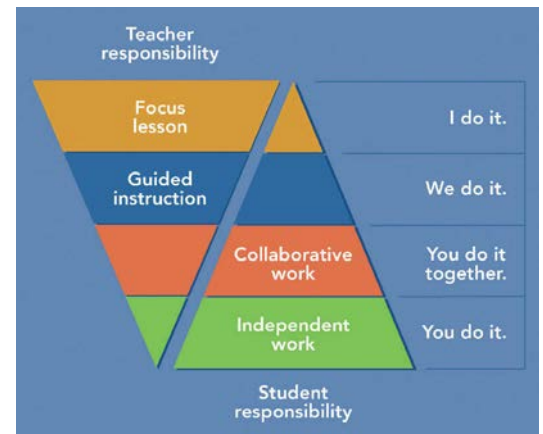 Teacher
responsibility
Focus
lesson
I do it.
Guided
instruction
We do it.
Collaborative
work
You do it
together.
Independent
work
You do it.
Student
responsibility